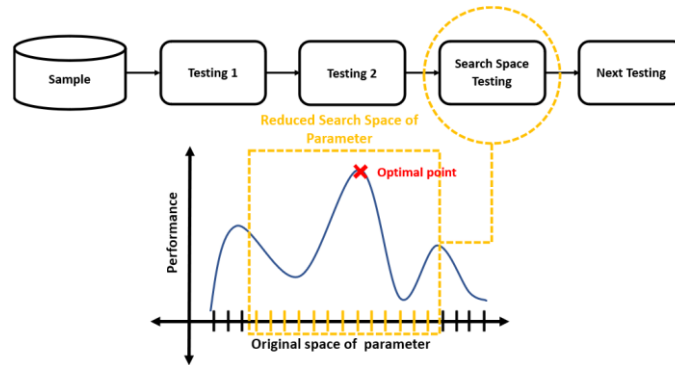 Sample
Testing 1
Testing 2
Search Space
Testing
Next Testing
Reduced Search Space of
Parameter
Optimal point
Performance
Original space of parameter